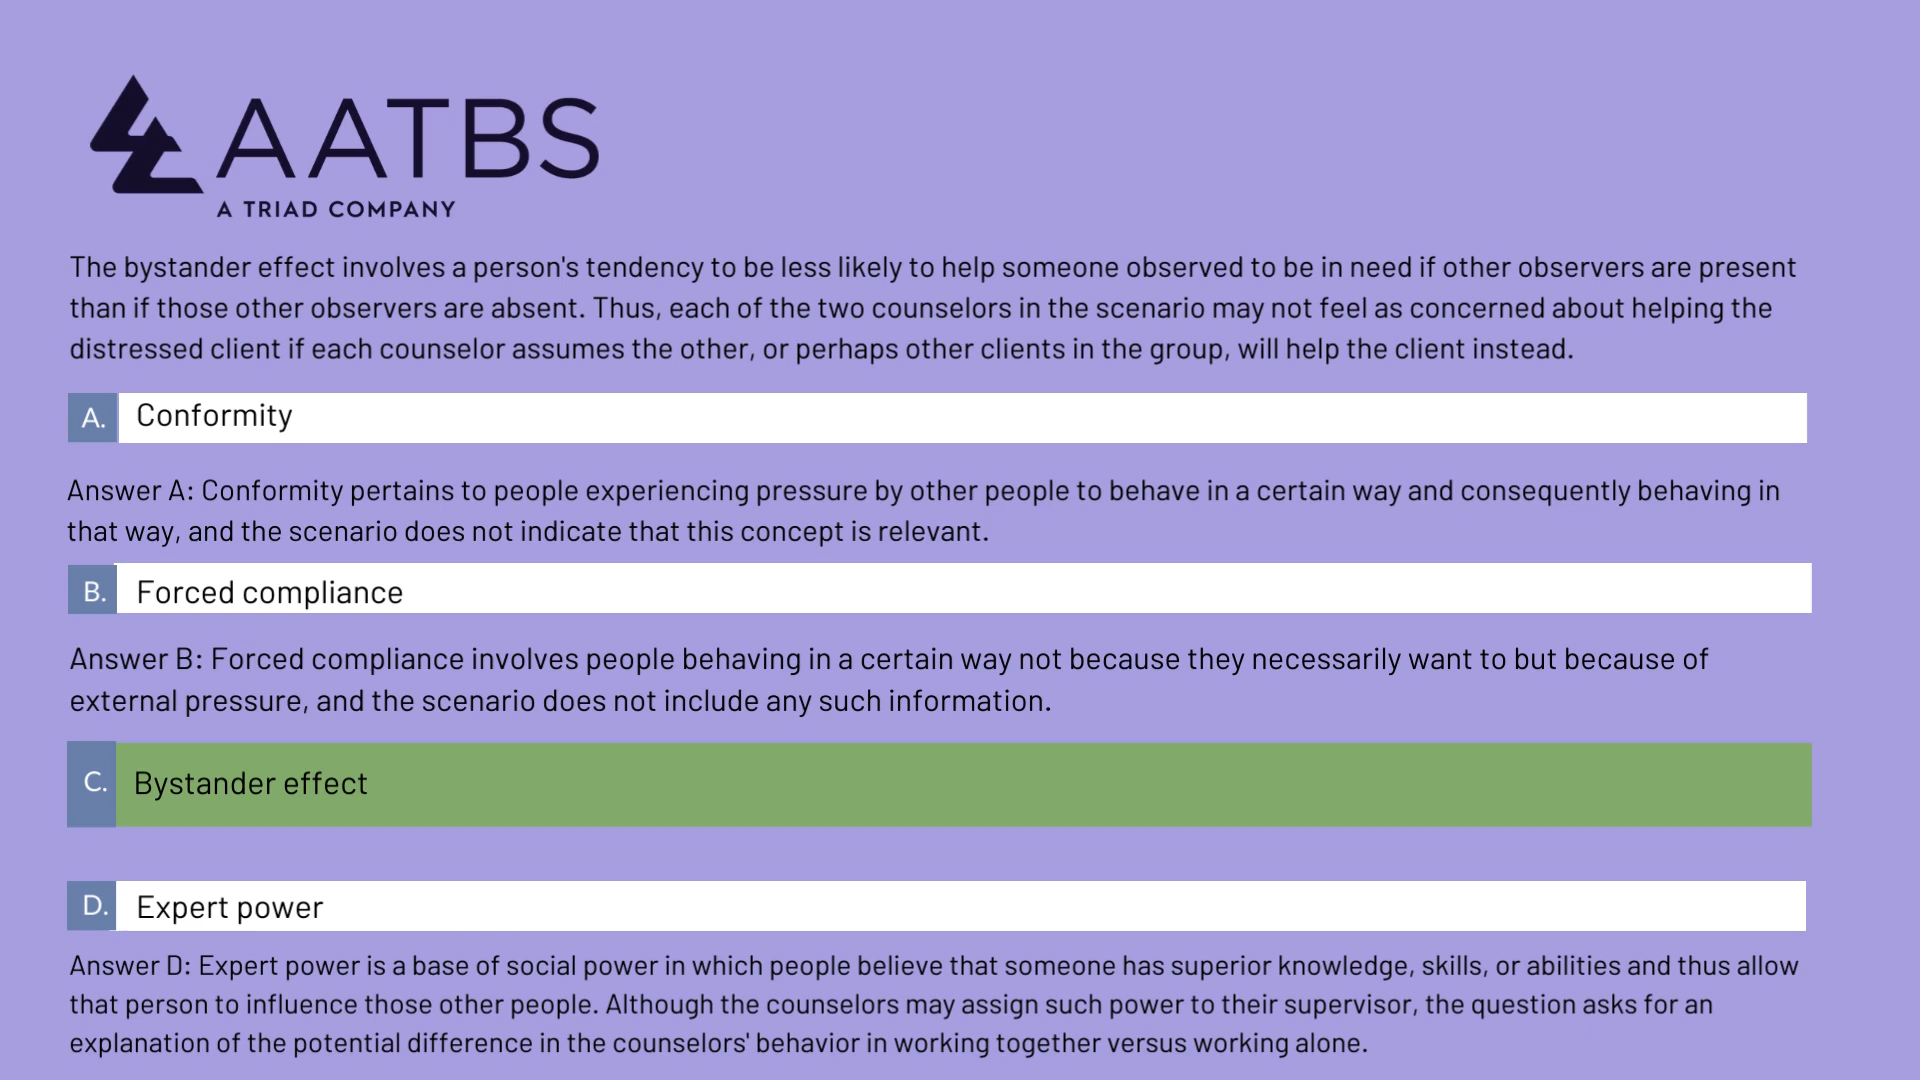 AATBS
A TRIAD COMPANY
The bystander effect involves a person's tendency to be less likely to help someone observed to be in need if other observers are present
than if those other observers are absent. Thus, each of the two counselors in the scenario may not feel as concerned about helping the
distressed client if each counselor assumes the other, or perhaps other clients in the group, will help the client instead.
A. Conformity
Answer A: Conformity pertains to people experiencing pressure by other people to behave in a certain way and consequently behaving in
that way, and the scenario does not indicate that this concept is relevant.
B. Forced compliance
Answer B: Forced compliance involves people behaving in a certain way not because they necessarily want to but because of
external pressure, and the scenario does not include any such information.
C. Bystander effect
D. Expert power
Answer D: Expert power is a base of social power in which people believe that someone has superior knowledge, skills, or abilities and thus allow
that person to influence those other people. Although the counselors may assign such power to their supervisor, the question asks for an
explanation of the potential difference in the counselors' behavior in working together versus working alone.